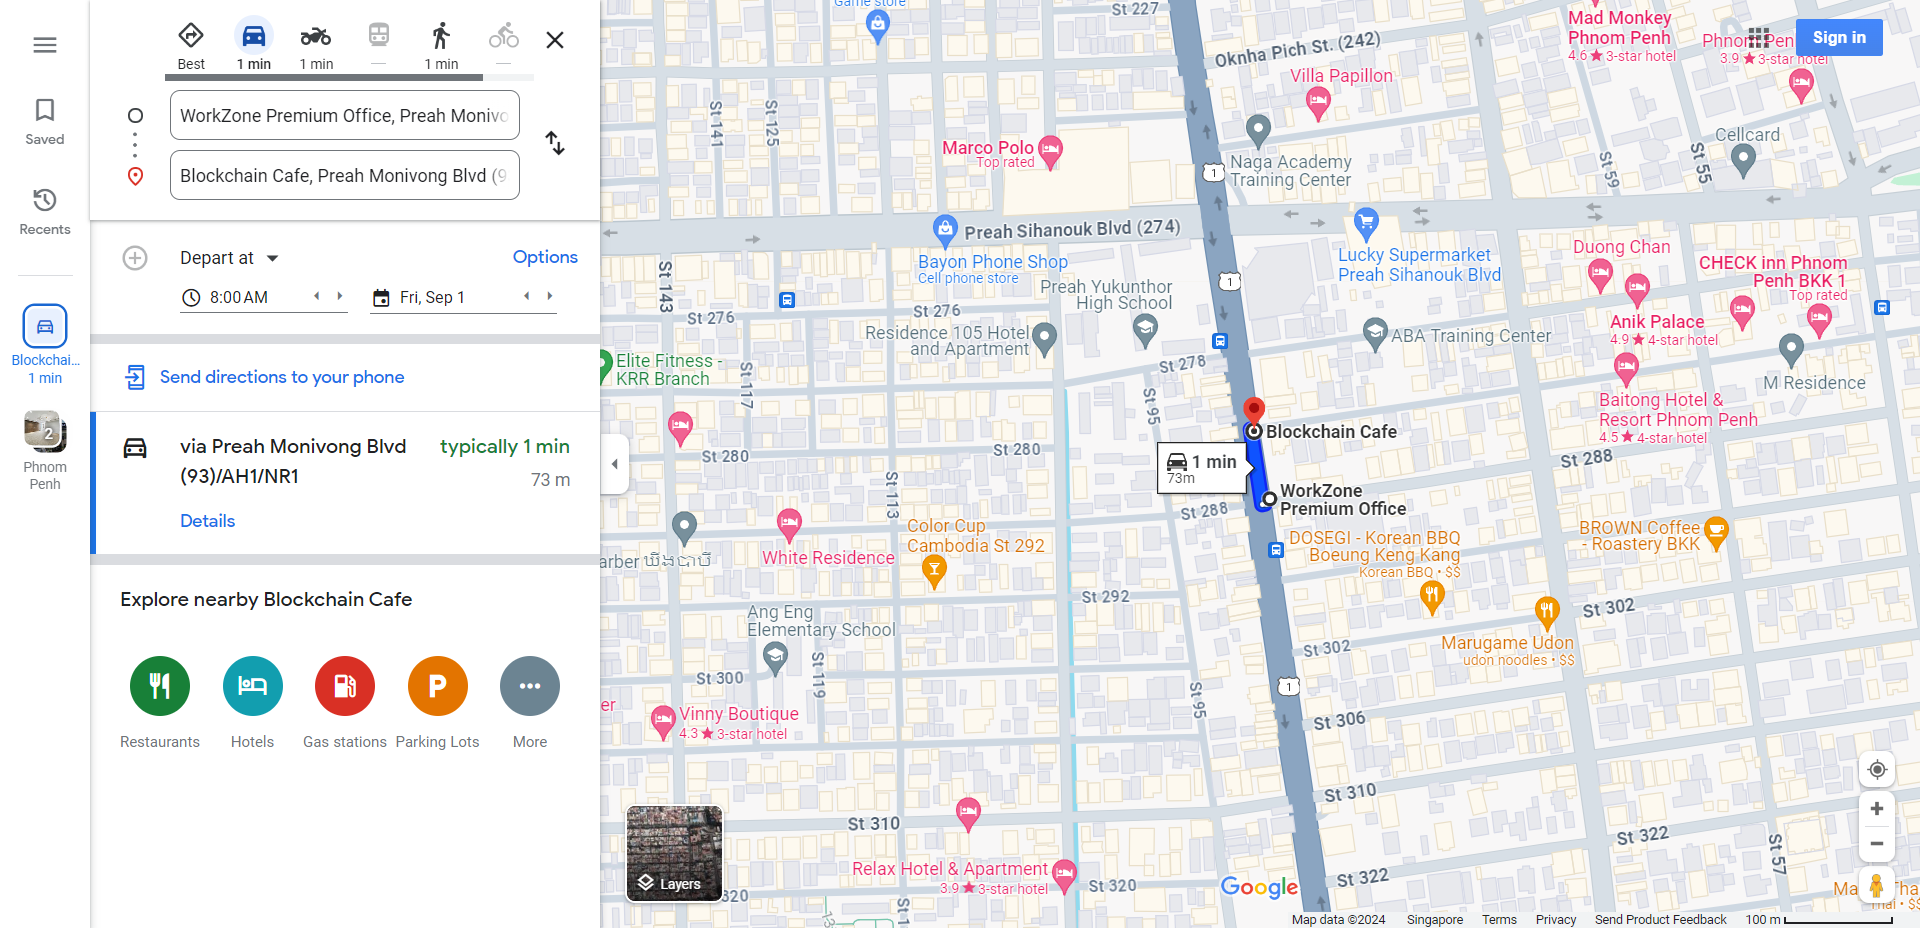 Best
1 min
1 min
—
1 min
—
WorkZone Premium Office, Preah Monivo
Blockchain Cafe, Preah Monivong Blvd (9
Saved
Recents
Blockchai...
1 min
2
Phnom
Penh
Depart at
Options
8:00 AM
Fri, Sep 1
Send directions to your phone
via Preah Monivong Blvd
(93)/AH1/NR1
typically 1 min
73 m
Details
Explore nearby Blockchain Cafe
Restaurants
Hotels
Gas stations
P
Parking Lots
More
Layers
Game store
St 227
Oknha Pich St. (242)
Mad Monkey
Phnom Penh
4.6 ★ 3-star hotel
Phnom Pen
3.9 ★ 3-star hotel
Sign in
Villa Papillon
St 141
St 125
Marco Polo
Top rated
Naga Academy
Training Center
1
Cellcard
St 59
St 55
Preah Sihanouk Blvd (274)
Bayon Phone Shop
Cell phone store
Lucky Supermarket
Preah Sihanouk Blvd
Duong Chan
CHECK inn Phnom
Penh BKK 1
Top rated
St 143
Preah Yukunthor
High School
1
St 276
St 276
Residence 105 Hotel
and Apartment
ABA Training Center
Anik Palace
4.9 ★ 4-star hotel
Elite Fitness -
KRR Branch
St 117
St 278
St 95
M Residence
Baitong Hotel &
Resort Phnom Penh
4.5 ★ 4-star hotel
Blockchain Cafe
St 280
St 280
1 min
73m
St 288
St 113
WorkZone
Premium Office
St 288
Color Cup
Cambodia St 292
BROWN Coffee
- Roastery BKK
DOSEGI - Korean BBQ
Boeung Keng Kang
Korean BBQ • $$
arber ឃីងបាបី
White Residence
St 292
Ang Eng
Elementary School
St 302
St 302
Marugame Udon
udon noodles • $$
St 300
St 119
1
St 95
er
Vinny Boutique
4.3 ★ 3-star hotel
St 306
St 310
St 310
St 322
St 57
Relax Hotel & Apartment
3.9 ★ 3-star hotel
St 320
St 322
320
St 1
Google
Map data ©2024
Singapore
Terms
Privacy
Send Product Feedback
100 m